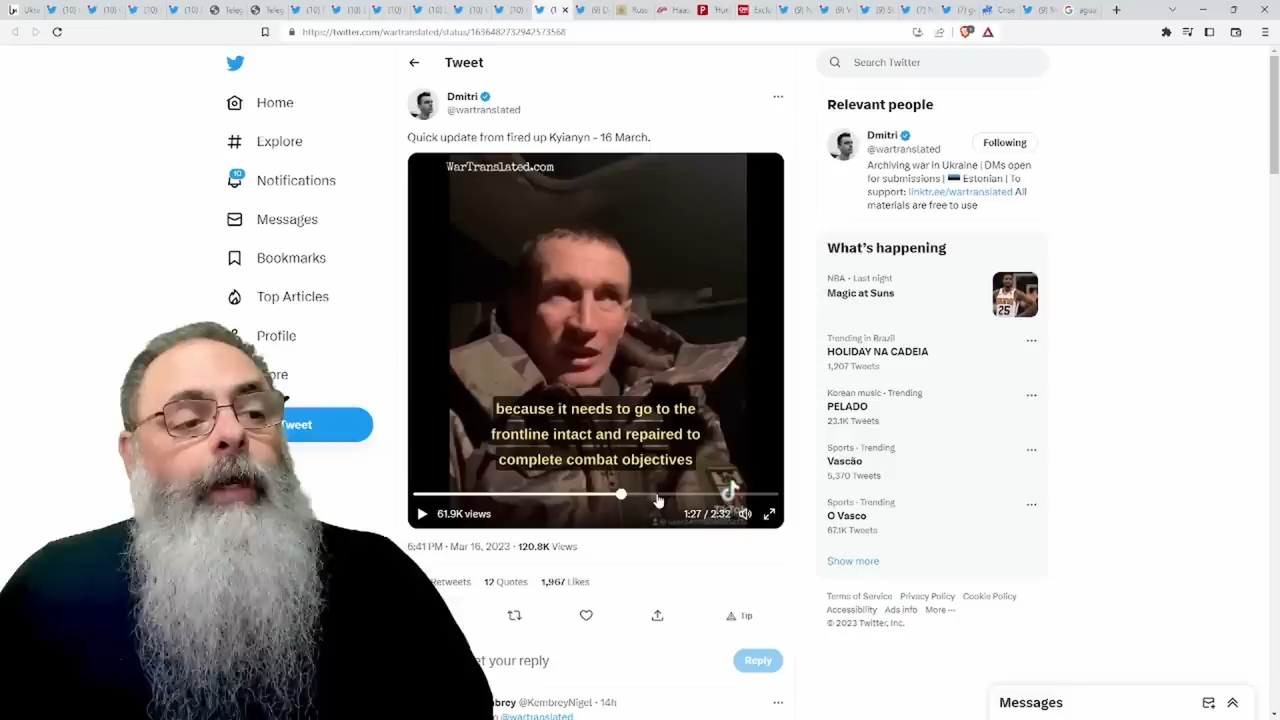 https://twitter.com/wartranslated/status/1636482732942573568
Home
Explore
10
Notifications
Messages
Bookmarks
Top Articles
Profile
Tweet
Dmitri
@wartranslated
Quick update from fired up Kyianyn - 16 March.
WarTranslated.com
because it needs to go to the
frontline intact and repaired to
complete combat objectives
61.9K views
1:27 / 2:32
6:41 PM · Mar 16, 2023 · 120.8K Views
Retweets 12 Quotes 1,967 Likes
Tip
your reply
Reply
@KembreyNigel · 14h
@wartranslated
Search Twitter
Relevant people
Dmitri
@wartranslated
Following
Archiving war in Ukraine | DMs open
for submissions | Estonian | To
support: linktr.ee/wartranslated All
materials are free to use
What's happening
NBA · Last night
Magic at Suns
Trending in Brazil
HOLIDAY NA CADEIA
1,207 Tweets
Korean music · Trending
PELADO
23.1K Tweets
Sports · Trending
Vascão
5,370 Tweets
Sports · Trending
O Vasco
67.1K Tweets
Show more
Terms of Service Privacy Policy Cookie Policy
Accessibility Ads info More ···
© 2023 Twitter, Inc.
Messages